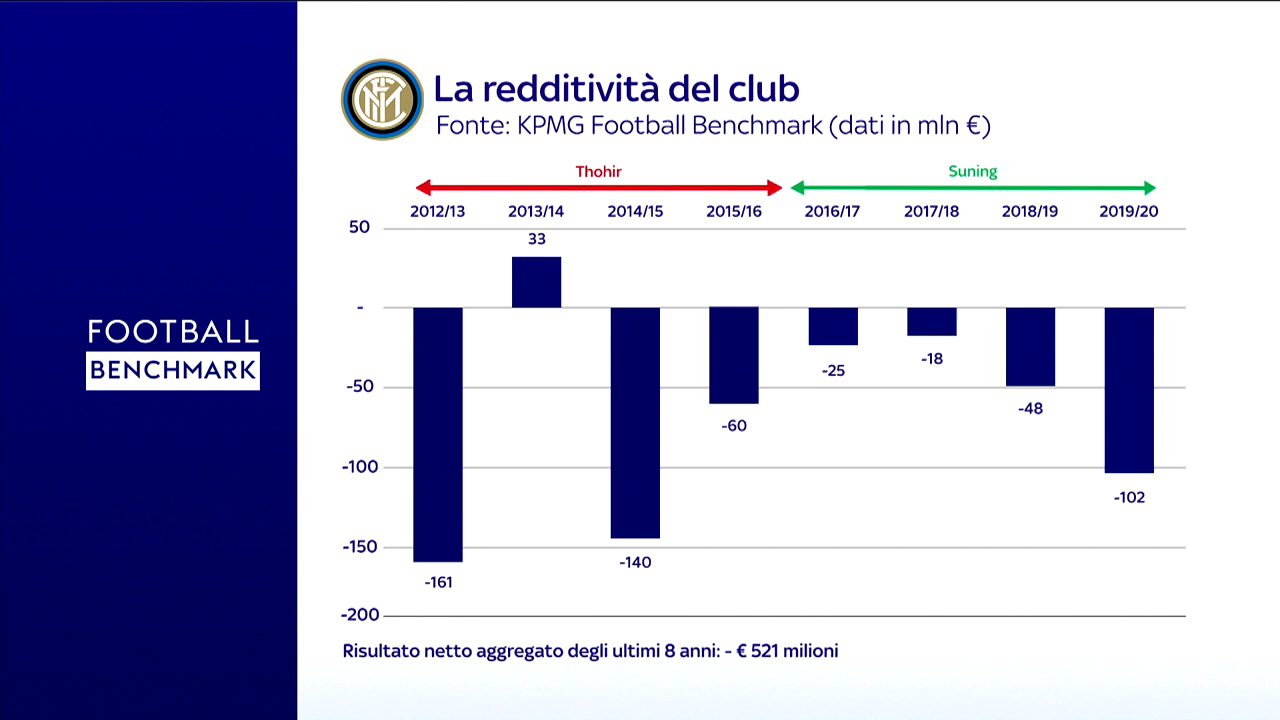 La redditività del club
Fonte: KPMG Football Benchmark (dati in mln €)
Thohir Suning
2012/13 2013/14 2014/15 2015/16 2016/17 2017/18 2018/19 2019/20
50
33
-
-25
-18
-50
-48
-60
-100
-102
-150
-140
-161
-200
Risultato netto aggregato degli ultimi 8 anni: - € 521 milioni
FOOTBALL
BENCHMARK